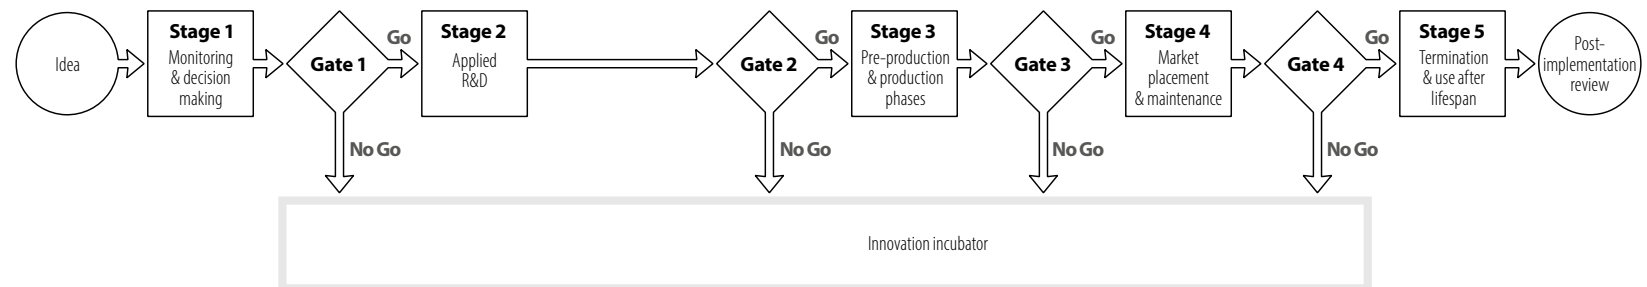 Idea
Stage 1
Monitoring
& decision
making
Gate 1
Go
No Go
Stage 2
Applied
R&D
Gate 2
Go
No Go
Stage 3
Pre-production
& production
phases
Gate 3
Go
No Go
Stage 4
Market
placement
& maintenance
Gate 4
Go
No Go
Stage 5
Termination
& use after
lifespan
Post-
implementation
review
Innovation incubator